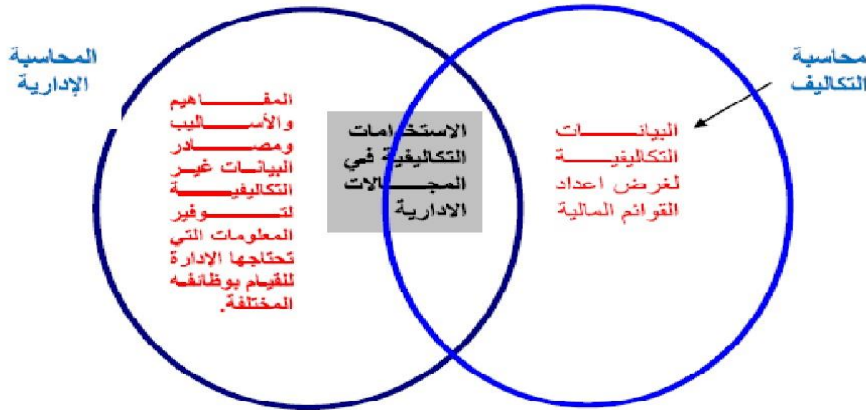 محاسبة
التكاليف
البيانات
التكاليفية
لغرض اعداد
القوائم المالية
الاستخدامات
التكاليفية في
المجالات
الادارية
المفاهيم
والأساليب
ومصادر
البيانات غير
التكاليفية
لتوفير
المعلومات التي
تحتاجها الإدارة
للقيام بوظائفه
المختلفة.
المحاسبة
الإدارية